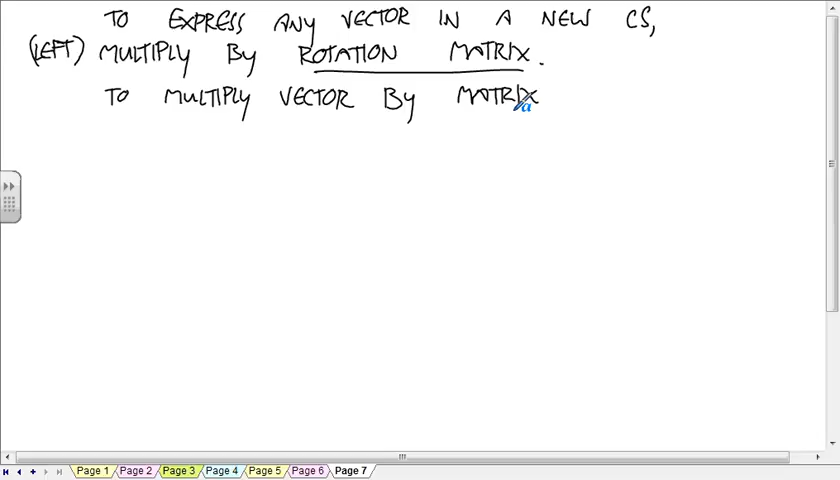 TO EXPRESS ANY VECTOR IN A NEW CS,
(LEFT) MULTIPLY BY ROTATION MATRIX.
TO MULTIPLY VECTOR BY MATRIX
Page 1 Page 2 Page 3 Page 4 Page 5 Page 6 Page 7